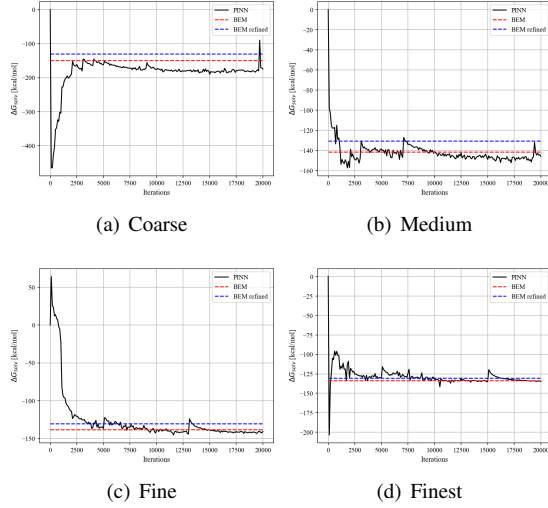 0
−100
−200
−300
−400
ΔG_solv [kcal/mol]
PINN
BEM
BEM refined
0 2500 5000 7500 10000 12500 15000 17500 20000
Iterations
(a) Coarse
0
−20
−40
−60
−80
−100
−120
−140
−160
ΔG_solv [kcal/mol]
PINN
BEM
BEM refined
0 2500 5000 7500 10000 12500 15000 17500 20000
Iterations
(b) Medium
50
0
−50
−100
−150
ΔG_solv [kcal/mol]
PINN
BEM
BEM refined
0 2500 5000 7500 10000 12500 15000 17500 20000
Iterations
(c) Fine
0
−25
−50
−75
−100
−125
−150
−175
−200
ΔG_solv [kcal/mol]
PINN
BEM
BEM refined
0 2500 5000 7500 10000 12500 15000 17500 20000
Iterations
(d) Finest